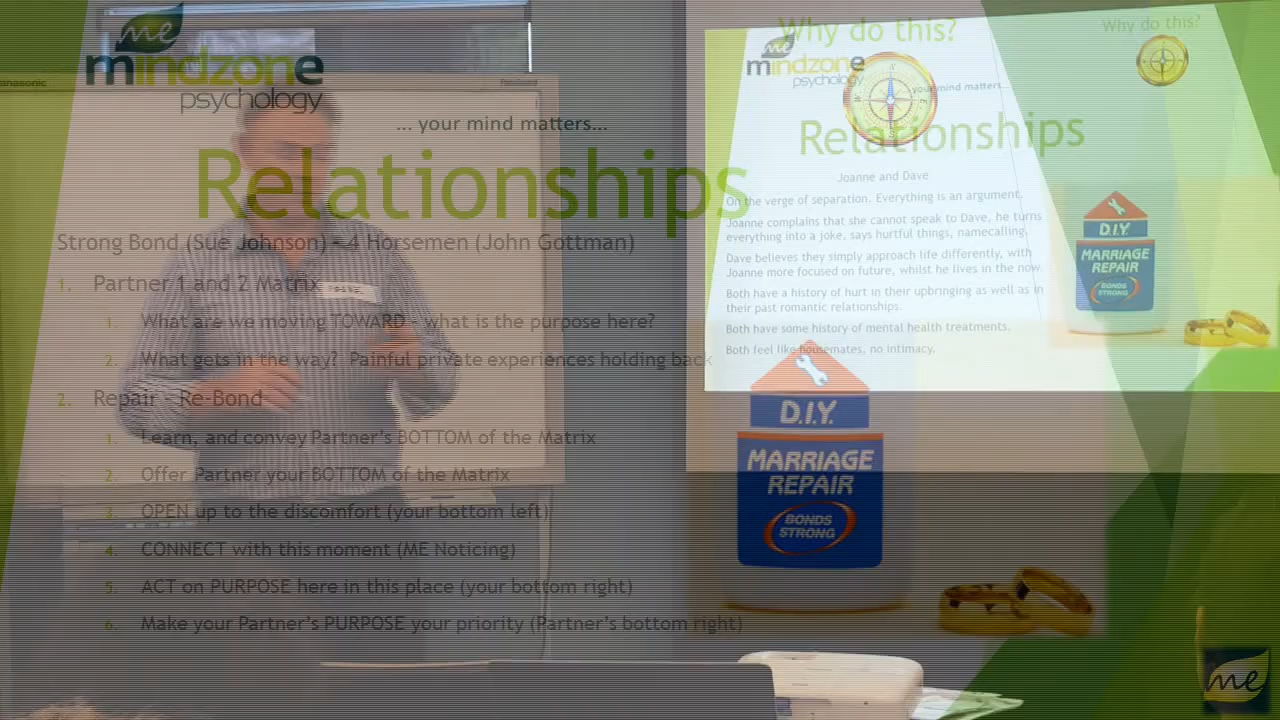 me
mindzone
psychology
... your mind matters...
Relationships
Strong Bond (Sue Johnson) - 4 Horsemen (John Gottman)
1. Partner 1 and 2 Matrix
1. What are we moving TOWARD - what is the purpose here?
2. What gets in the way? Painful private experiences holding back
2. Repair - Re-Bond
1. Learn, and convey Partner's BOTTOM of the Matrix
2. Offer Partner your BOTTOM of the Matrix
3. OPEN up to the discomfort (your bottom left)
4. CONNECT with this moment (ME Noticing)
5. ACT on PURPOSE here in this place (your bottom right)
6. Make your Partner's PURPOSE your priority (Partner's bottom right)
Panasonic
Why do this?
me
mindzone
psychology
your mind matters...
Why do this?
Relationships
Joanne and Dave
On the verge of separation. Everything is an argument.
Joanne complains that she cannot speak to Dave, he turns
everything into a joke, says hurtful things, namecalling.
Dave believes they simply approach life differently, with
Joanne more focused on future, whilst he lives in the now.
Both have a history of hurt in their upbringing as well as in
their past romantic relationships.
Both have some history of mental health treatments.
Both feel like housemates, no intimacy.
D.I.Y.
MARRIAGE
REPAIR
BONDS
STRONG
D.I.Y.
MARRIAGE
REPAIR
BONDS
STRONG
me